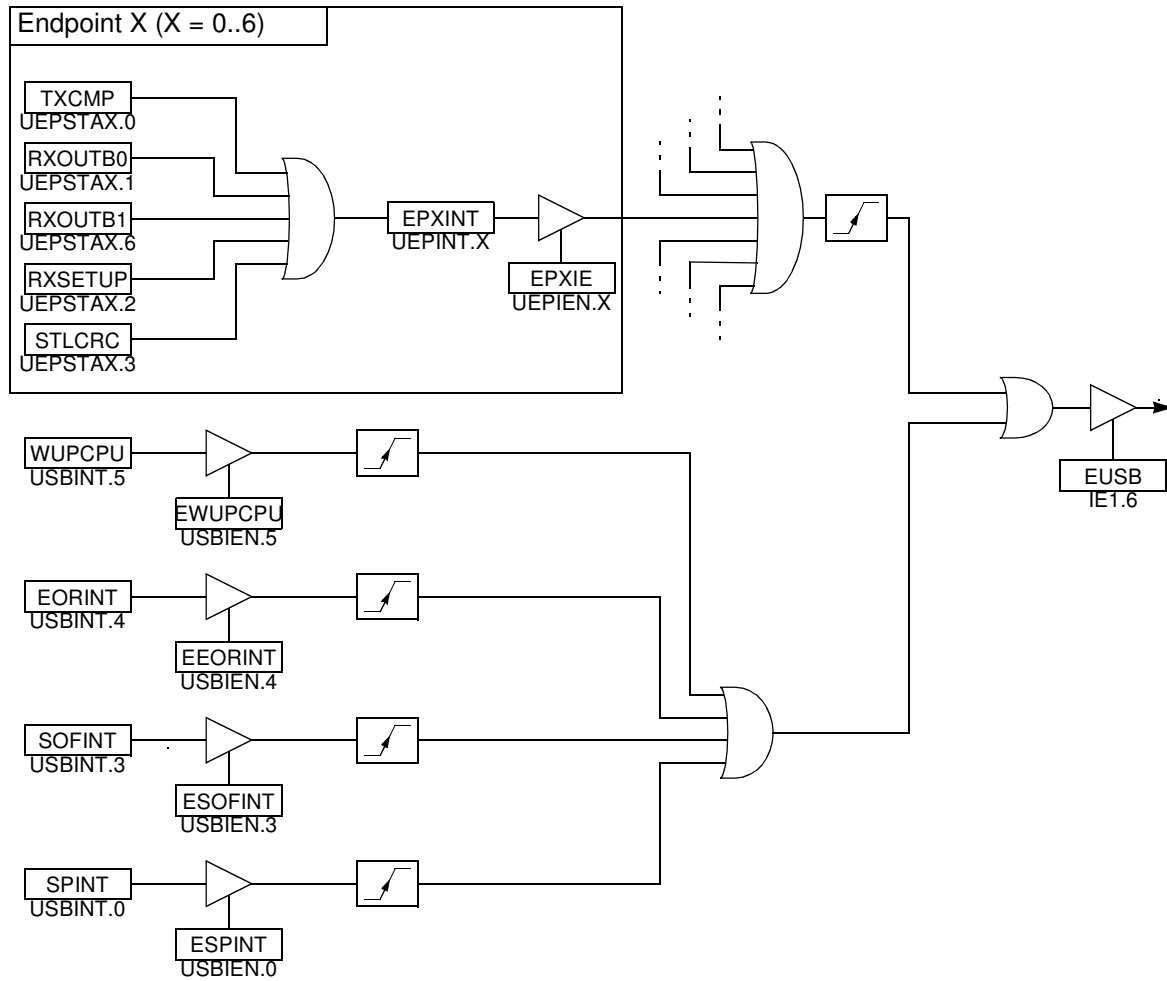 Endpoint X (X = 0..6)
TXCMP
UEPSTAX.0
RXOUTB0
UEPSTAX.1
RXOUTB1
UEPSTAX.6
RXSETUP
UEPSTAX.2
STLCRC
UEPSTAX.3
EPXINT
UEPINT.X
EPXIE
UEPIEN.X
WUPCPU
USBINT.5
EWUPCPU
USBIEN.5
EUSB
IE1.6
EORINT
USBINT.4
EEORINT
USBIEN.4
SOFINT
USBINT.3
ESOFINT
USBIEN.3
SPINT
USBINT.0
ESPINT
USBIEN.0